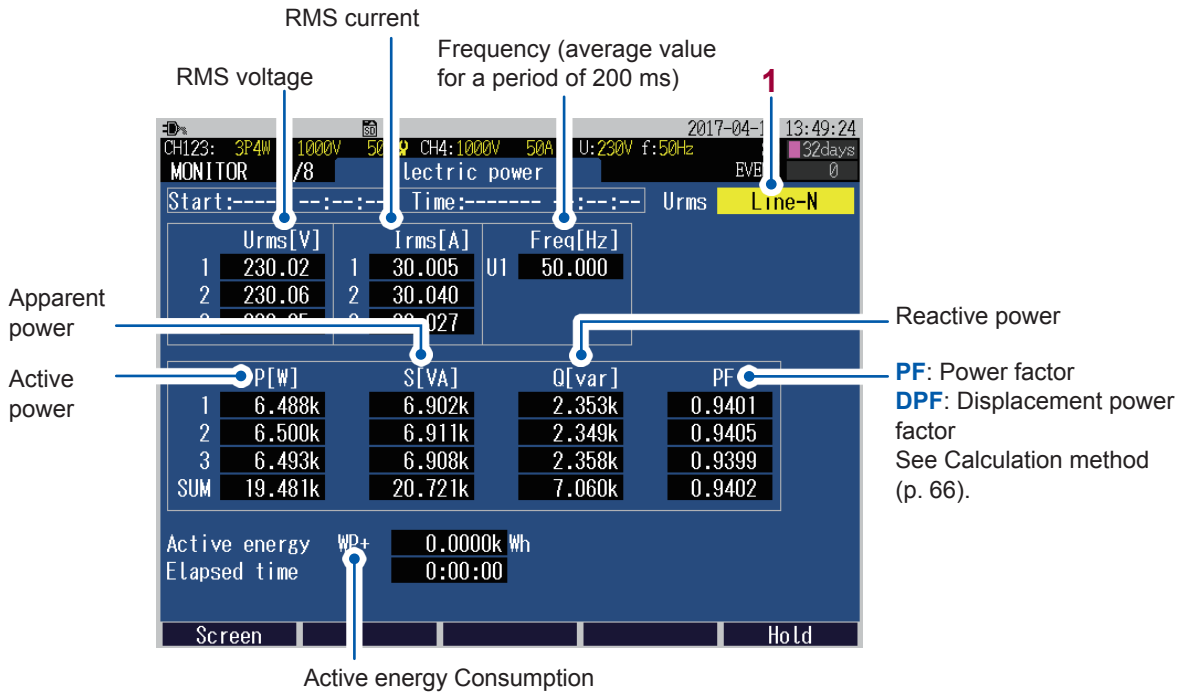 RMS current
Frequency (average value
for a period of 200 ms)
RMS voltage
1
SD
2017-04-1 13:49:24
CH123: 3P4W 1000V 50 CH4:1000V 50A U:230V f:50Hz 32days
MONITOR /8 lectric power EVE 0
Start:----- --:--:-- Time:------- --:--:-- Urms Line-N
Urms[V] Irms[A] Freq[Hz]
1 230.02 1 30.005 U1 50.000
2 230.06 2 30.040
027
Apparent
power
Reactive power
Active
power
P[W] S[VA] Q[var] PF
1 6.488k 6.902k 2.353k 0.9401
2 6.500k 6.911k 2.349k 0.9405
3 6.493k 6.908k 2.358k 0.9399
SUM 19.481k 20.721k 7.060k 0.9402
PF: Power factor
DPF: Displacement power
factor
See Calculation method
(p. 66).
Active energy WP+ 0.0000k Wh
Elapsed time 0:00:00
Screen Hold
Active energy Consumption